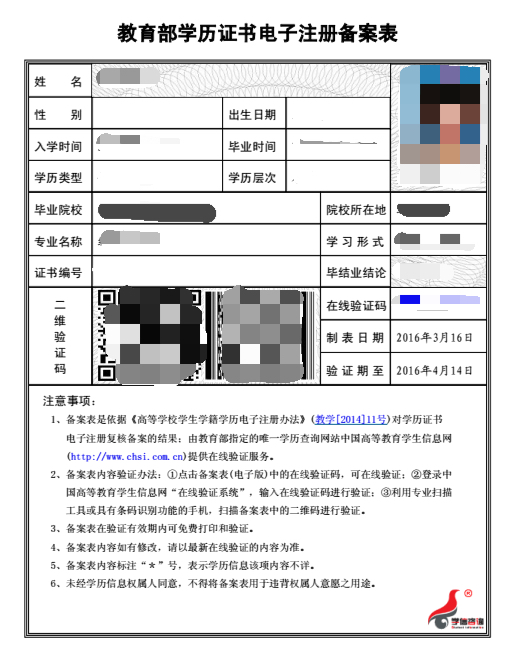 教育部学历证书电子注册备案表
姓 名
性 别 出生日期
入学时间 毕业时间
学历类型 学历层次
毕业院校 院校所在地
专业名称 学习形式
证书编号 毕结业结论
二维验证码 在线验证码
制表日期 2016年3月16日
验证期至 2016年4月14日
注意事项：
1、备案表是依据《高等学校学生学籍学历电子注册办法》(教学[2014]11号)对学历证书
电子注册复核备案的结果；由教育部指定的唯一学历查询网站中国高等教育学生信息网
(http://www.chsi.com.cn)提供在线验证服务。
2、备案表内容验证办法：①点击备案表(电子版)中的在线验证码，可在线验证；②登录中
国高等教育学生信息网“在线验证系统”，输入在线验证码进行验证；③利用专业扫描
工具或具有条码识别功能的手机，扫描备案表中的二维码进行验证。
3、备案表在验证有效期内可免费打印和验证。
4、备案表内容如有修改，请以最新在线验证的内容为准。
5、备案表内容标注“＊”号，表示学历信息该项内容不详。
6、未经学历信息权属人同意，不得将备案表用于违背权属人意愿之用途。
®
学信咨询